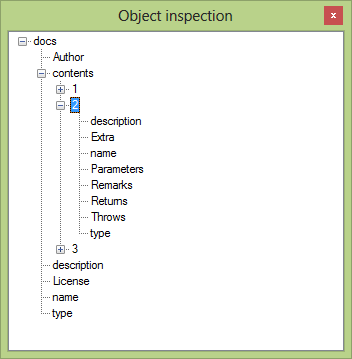 Object inspection
x
docs
Author
contents
1
2
description
Extra
name
Parameters
Remarks
Returns
Throws
type
3
description
License
name
type